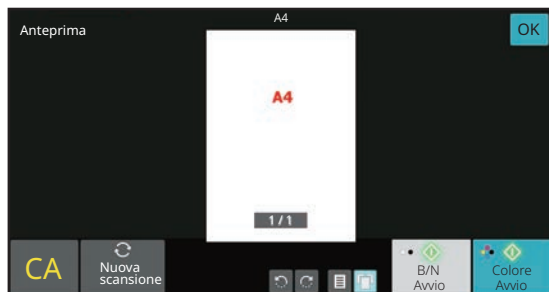 A4
Anteprima
OK
A4
1/1
CA
Nuova
scansione
B/N
Avvio
Colore
Avvio